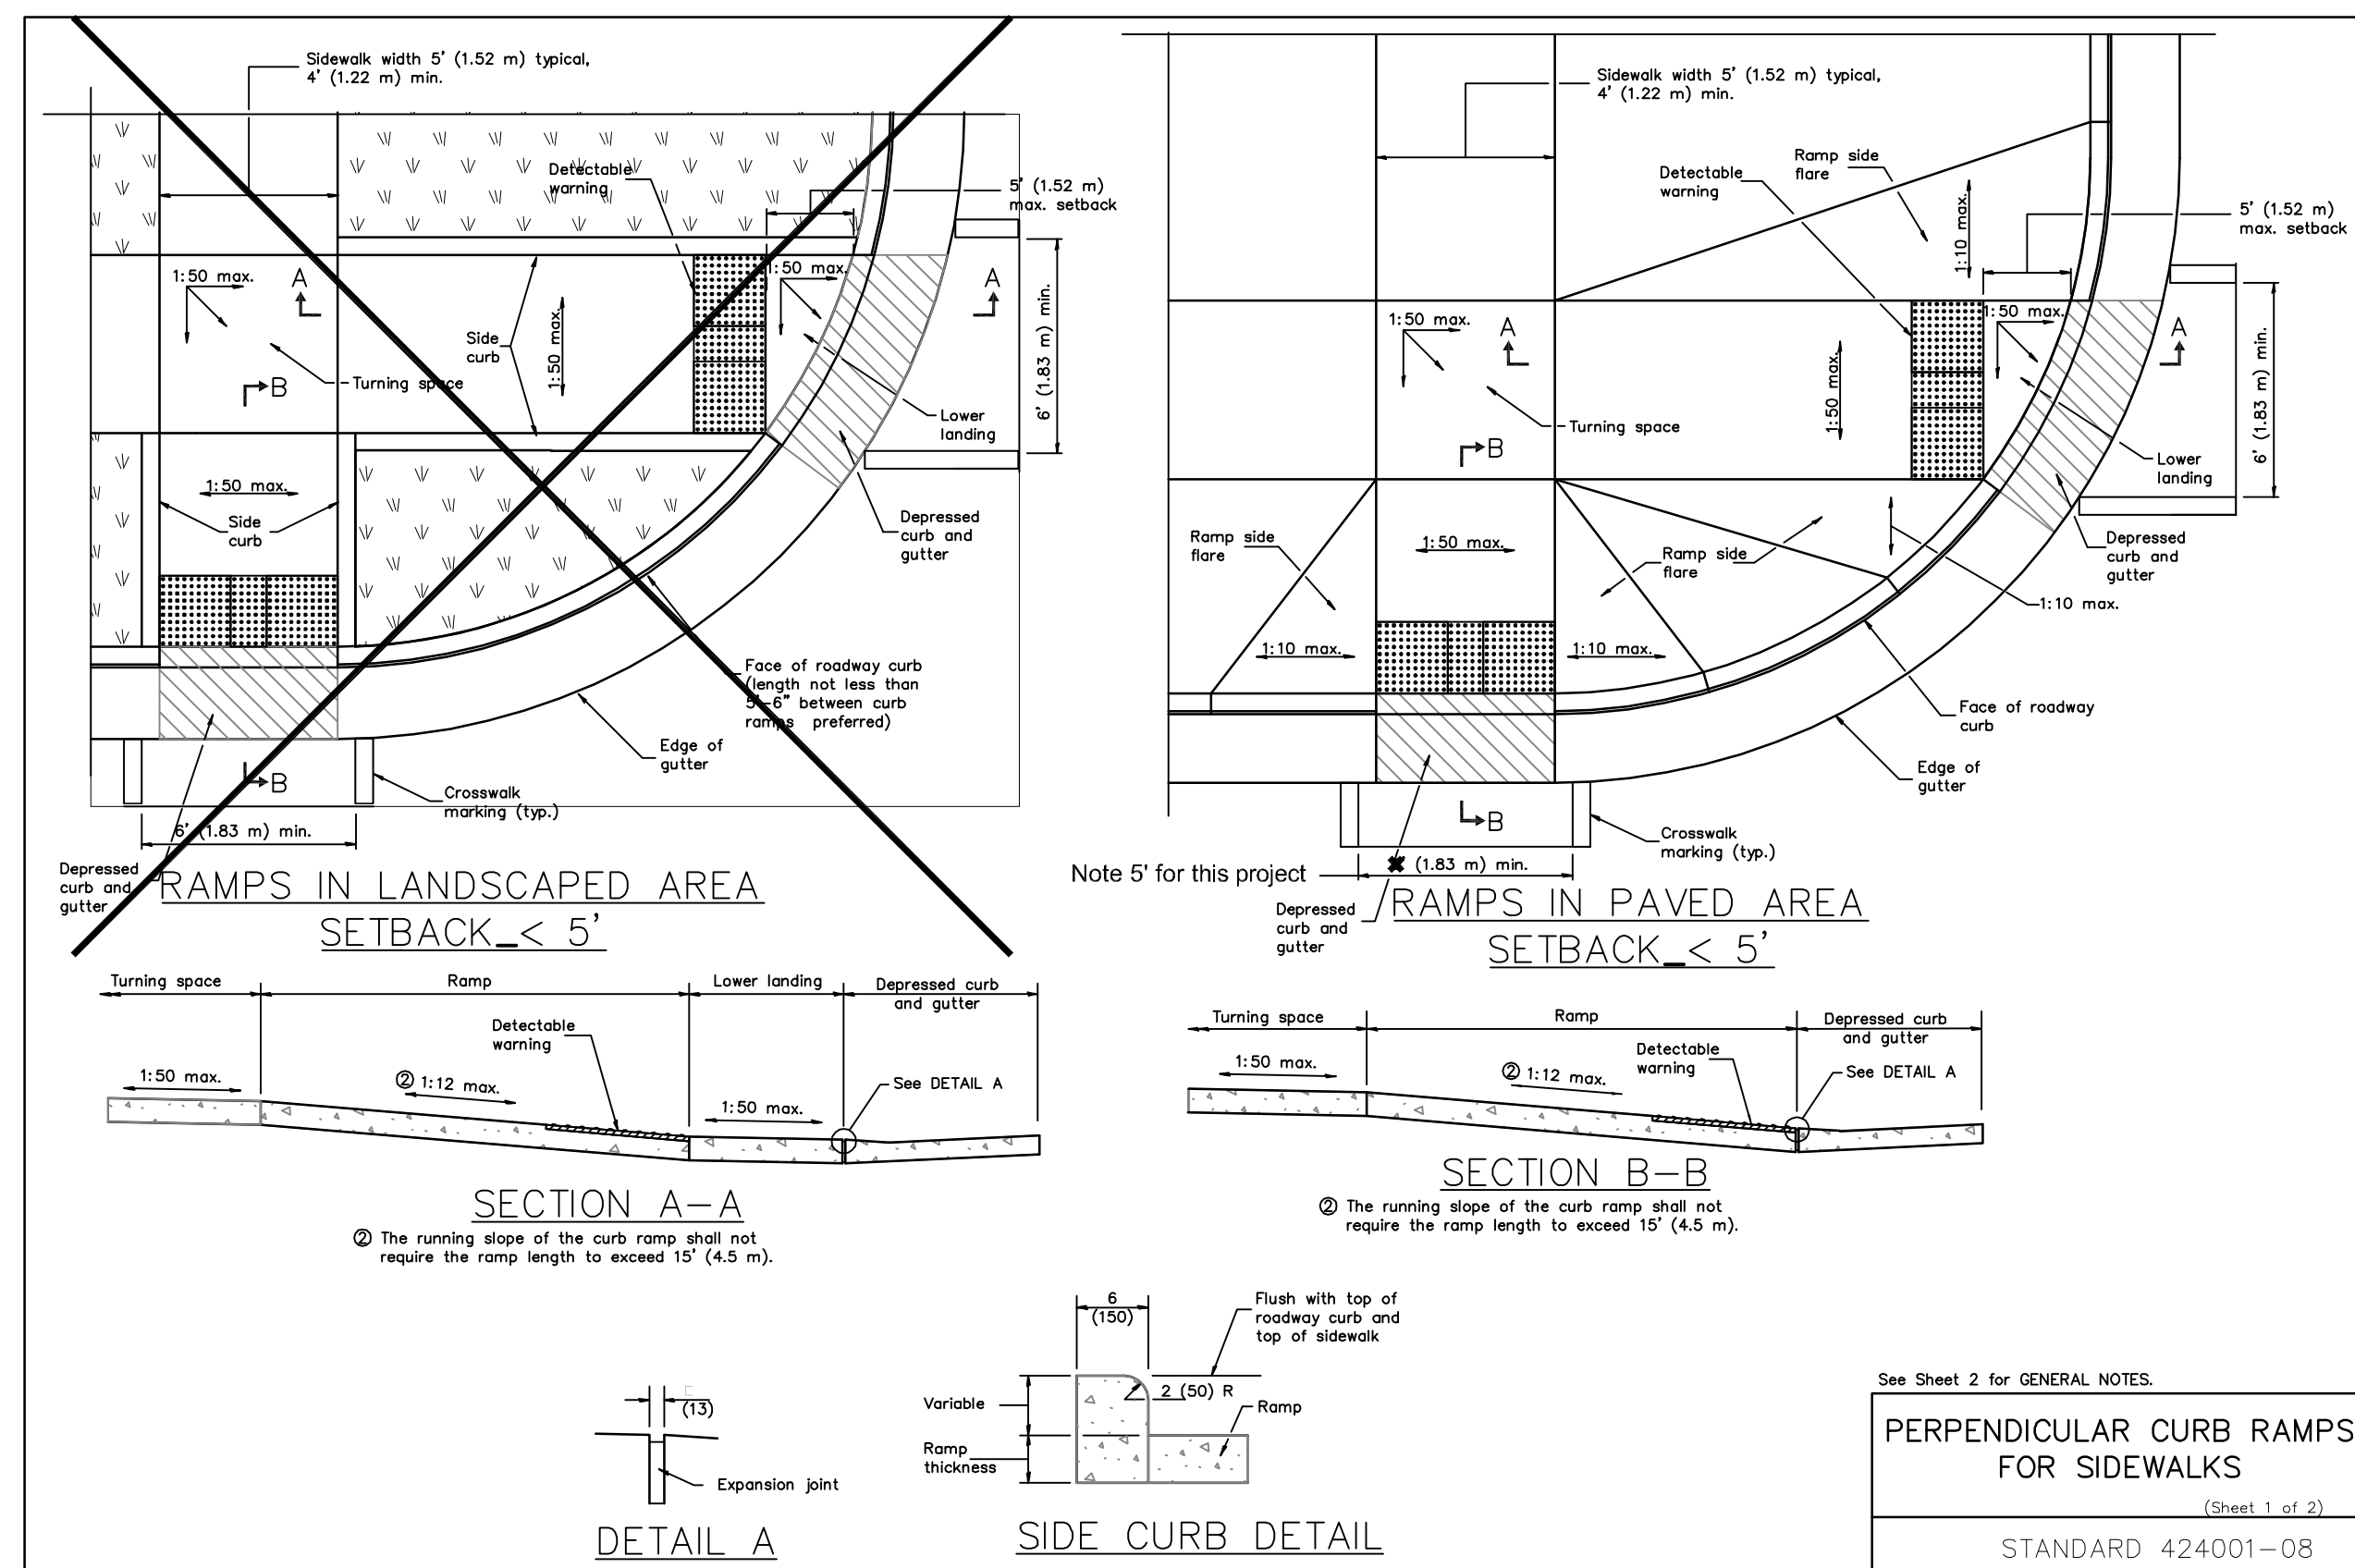 Sidewalk width 5' (1.52 m) typical,
4' (1.22 m) min.
Detectable
warning
5' (1.52 m)
max. setback
1:50 max.
A
1:50 max.
A
Side
curb
1:50 max.
6' (1.83 m) min.
Turning space
B
Lower
landing
1:50 max.
Side
curb
Depressed
curb and
gutter
Face of roadway curb
(length not less than
5'-6" between curb
ramps preferred)
Edge of
gutter
B
Crosswalk
marking (typ.)
6' (1.83 m) min.
Depressed
curb and
gutter
RAMPS IN LANDSCAPED AREA
SETBACK_< 5'
Sidewalk width 5' (1.52 m) typical,
4' (1.22 m) min.
Detectable
warning
Ramp side
flare
1:10 max.
5' (1.52 m)
max. setback
1:50 max.
A
1:50 max.
A
1:50 max.
6' (1.83 m) min.
Turning space
B
Lower
landing
Ramp side
flare
1:50 max.
Ramp side
flare
Depressed
curb and
gutter
1:10 max.
1:10 max.
1:10 max.
Face of roadway
curb
Edge of
gutter
B
Crosswalk
marking (typ.)
Note 5' for this project
(1.83 m) min.
Depressed
curb and
gutter
RAMPS IN PAVED AREA
SETBACK_< 5'
Turning space
Ramp
Lower landing
Depressed curb
and gutter
Detectable
warning
1:50 max.
② 1:12 max.
1:50 max.
See DETAIL A
SECTION A-A
② The running slope of the curb ramp shall not
require the ramp length to exceed 15' (4.5 m).
Turning space
Ramp
Depressed curb
and gutter
1:50 max.
② 1:12 max.
Detectable
warning
See DETAIL A
SECTION B-B
② The running slope of the curb ramp shall not
require the ramp length to exceed 15' (4.5 m).
(13)
Expansion joint
DETAIL A
6
(150)
Flush with top of
roadway curb and
top of sidewalk
Variable
2 (50) R
Ramp
Ramp
thickness
SIDE CURB DETAIL
See Sheet 2 for GENERAL NOTES.
PERPENDICULAR CURB RAMPS
FOR SIDEWALKS
(Sheet 1 of 2)
STANDARD 424001-08